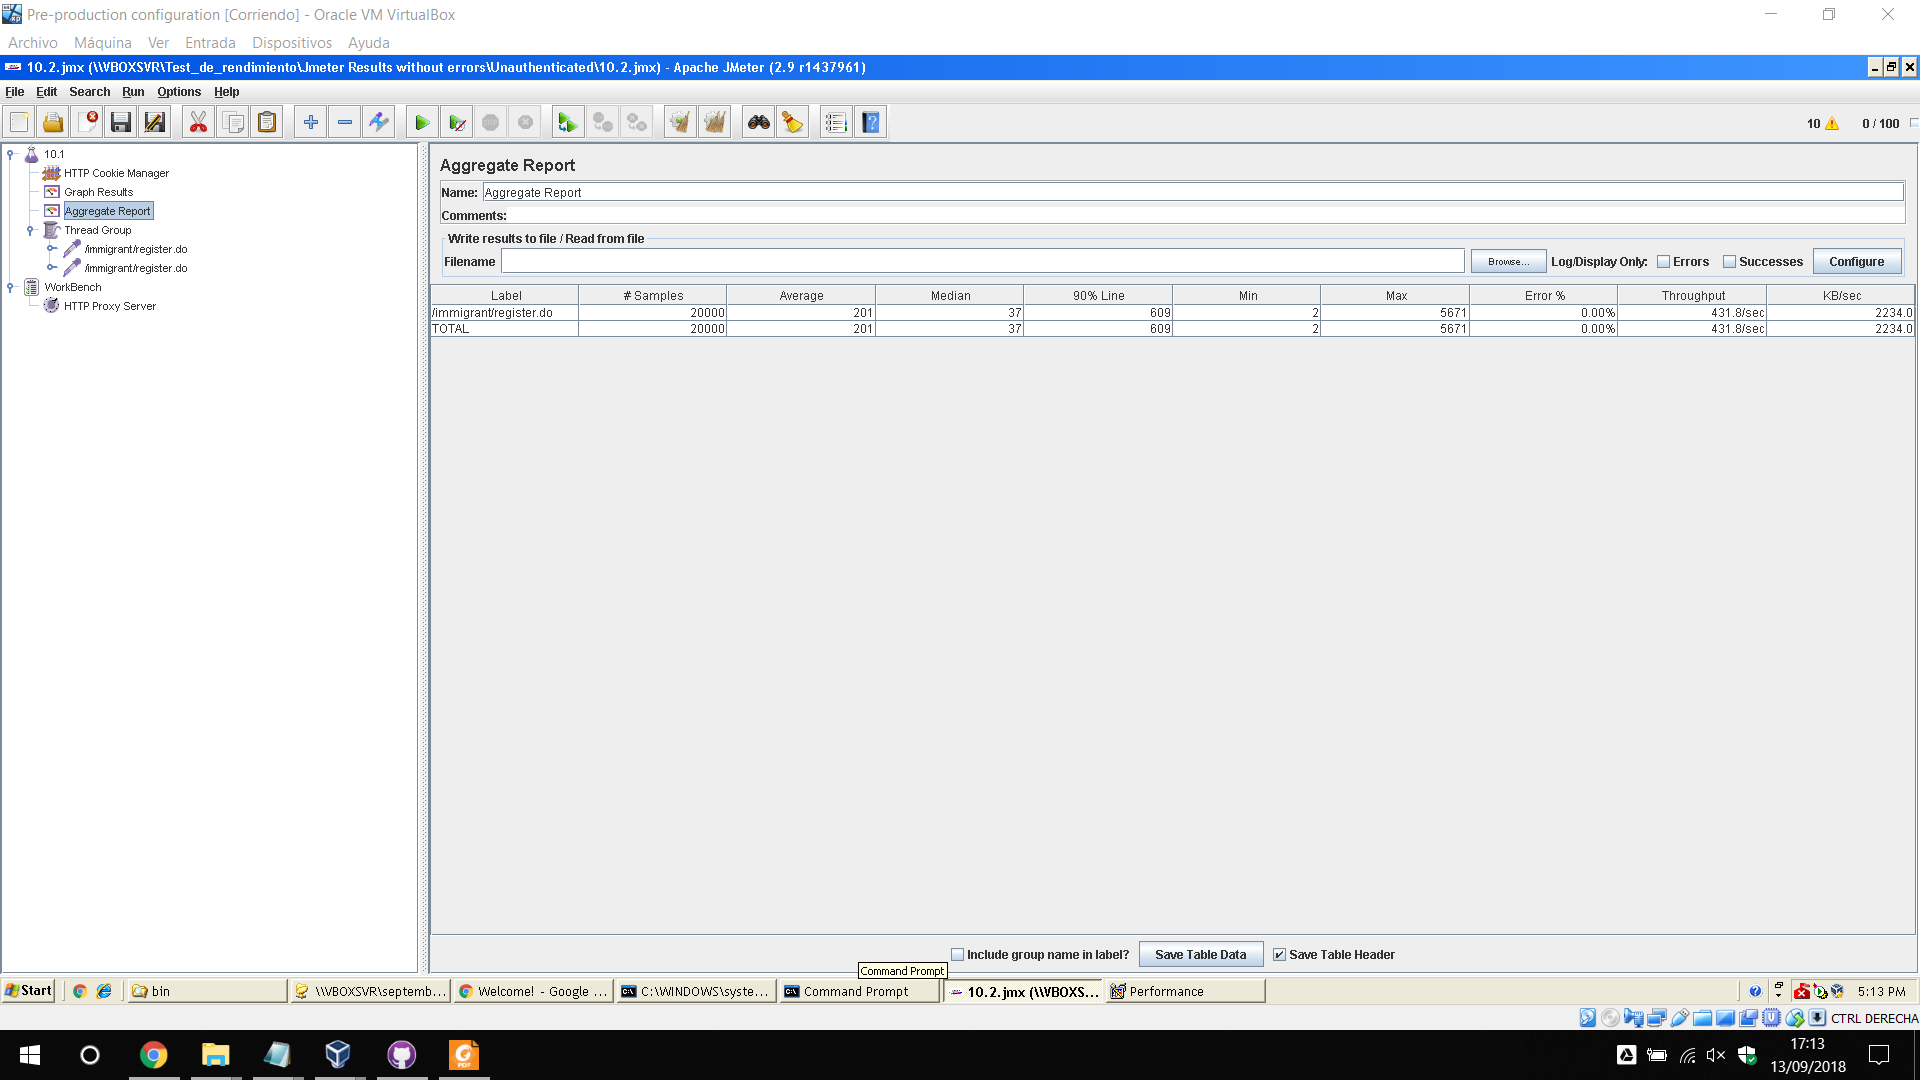 Pre-production configuration [Corriendo] - Oracle VM VirtualBox
Archivo Máquina Ver Entrada Dispositivos Ayuda
10.2.jmx (\\VBOXSVR\Test_de_rendimiento\Jmeter Results without errors\Unauthenticated\10.2.jmx) - Apache JMeter (2.9 r1437961)
File Edit Search Run Options Help
10 0 / 100
10.1
HTTP Cookie Manager
Graph Results
Aggregate Report
Thread Group
/immigrant/register.do
/immigrant/register.do
WorkBench
HTTP Proxy Server
Aggregate Report
Name: Aggregate Report
Comments:
Write results to file / Read from file
Filename Browse... Log/Display Only: Errors Successes Configure
Label # Samples Average Median 90% Line Min Max Error % Throughput KB/sec
/immigrant/register.do 20000 201 37 609 2 5671 0.00% 431.8/sec 2234.0
TOTAL 20000 201 37 609 2 5671 0.00% 431.8/sec 2234.0
Include group name in label? Save Table Data Save Table Header
Command Prompt
Start bin \\VBOXSVR\septemb... Welcome! - Google ... C:\WINDOWS\syste... Command Prompt 10.2.jmx (\\VBOXS... Performance 5:13 PM
CTRL DERECHA
17:13
13/09/2018